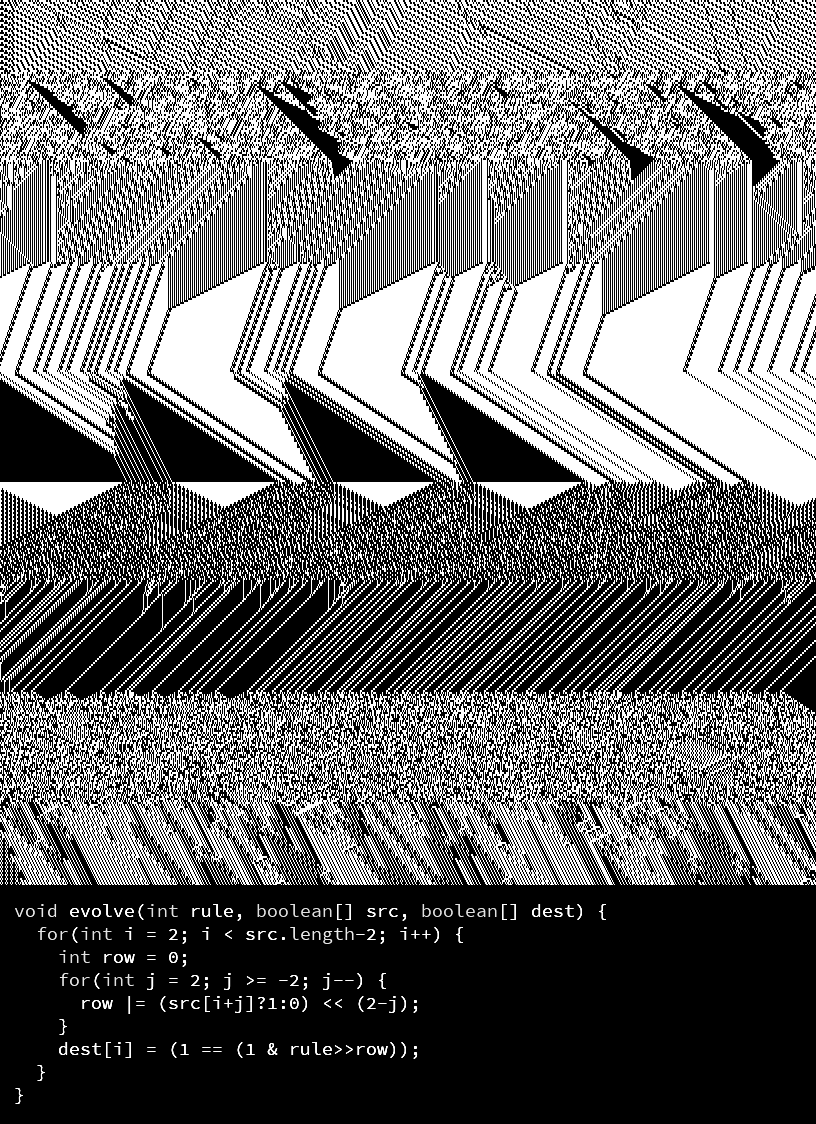 void evolve(int rule, boolean[] src, boolean[] dest) {
  for(int i = 2; i < src.length-2; i++) {
    int row = 0;
    for(int j = 2; j >= -2; j--) {
      row |= (src[i+j]?1:0) << (2-j);
    }
    dest[i] = (1 == (1 & rule>>row));
  }
}